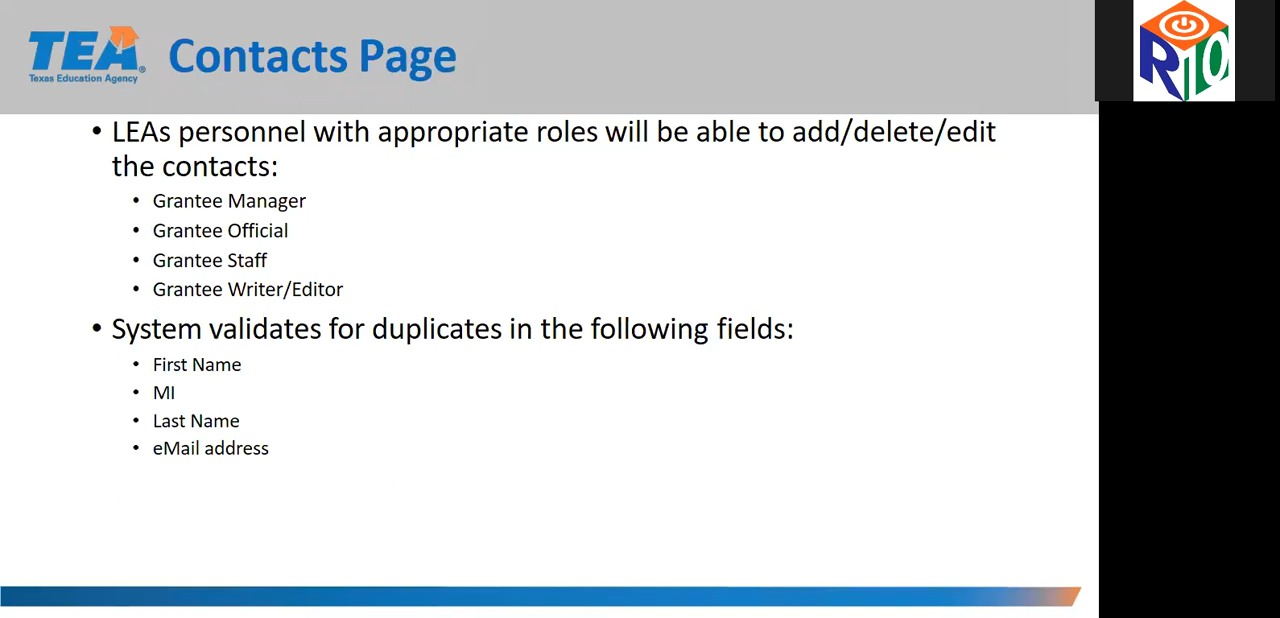 TEA
Texas Education Agency
Contacts Page
R10
• LEAs personnel with appropriate roles will be able to add/delete/edit
the contacts:
• Grantee Manager
• Grantee Official
• Grantee Staff
• Grantee Writer/Editor
• System validates for duplicates in the following fields:
• First Name
• MI
• Last Name
• eMail address